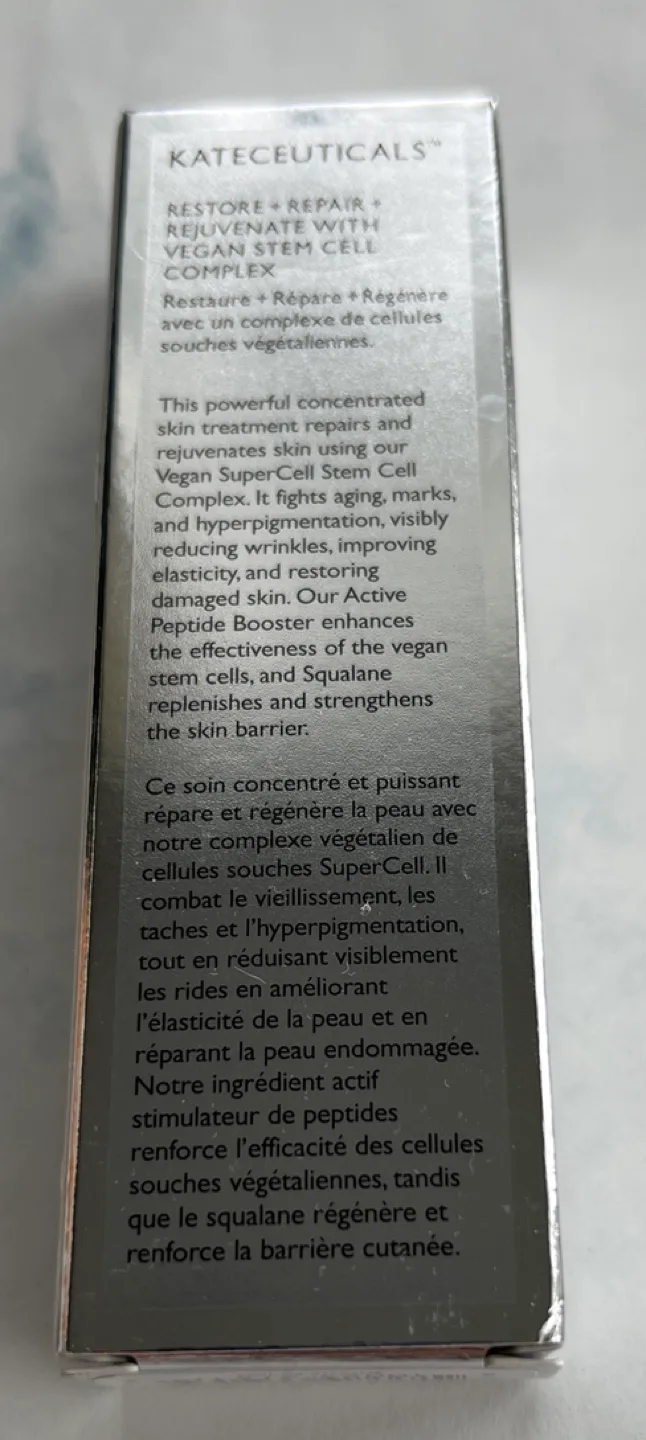 KATECEUTICALS™
RESTORE + REPAIR +
REJUVENATE WITH
VEGAN STEM CELL
COMPLEX
Restaure + Répare + Régénère
avec un complexe de cellules
souches végétaliennes.
This powerful concentrated
skin treatment repairs and
rejuvenates skin using our
Vegan SuperCell Stem Cell
Complex. It fights aging, marks,
and hyperpigmentation, visibly
reducing wrinkles, improving
elasticity, and restoring
damaged skin. Our Active
Peptide Booster enhances
the effectiveness of the vegan
stem cells, and Squalane
replenishes and strengthens
the skin barrier.
Ce soin concentré et puissant
répare et régénère la peau avec
notre complexe végétalien de
cellules souches SuperCell. Il
combat le vieillissement, les
taches et l'hyperpigmentation,
tout en réduisant visiblement
les rides en améliorant
l'élasticité de la peau et en
réparant la peau endommagée.
Notre ingrédient actif
stimulateur de peptides
renforce l'efficacité des cellules
souches végétaliennes, tandis
que le squalane régénère et
renforce la barrière cutanée.